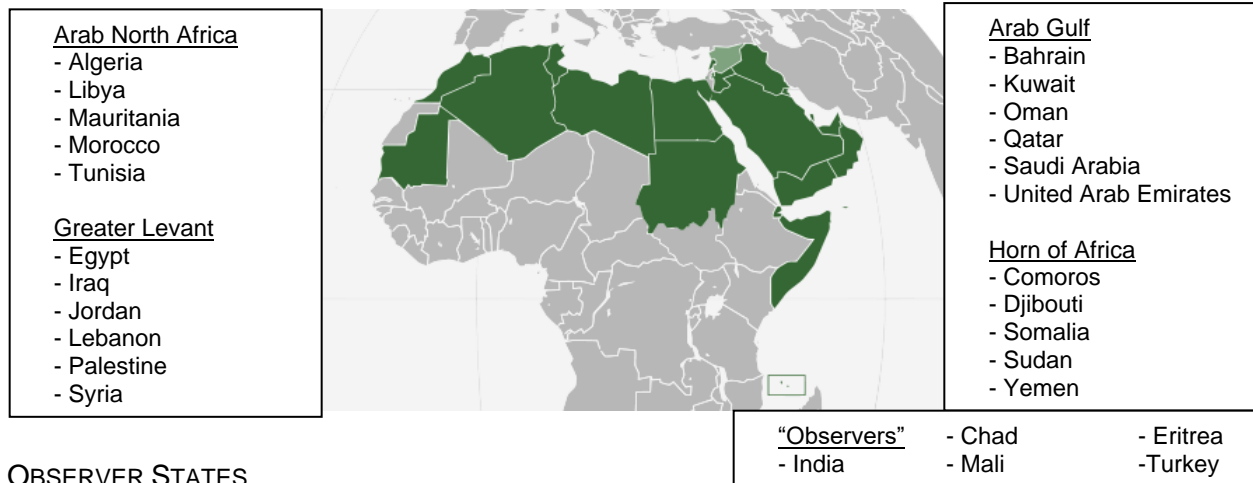 Arab North Africa
- Algeria
- Libya
- Mauritania
- Morocco
- Tunisia
Greater Levant
- Egypt
- Iraq
- Jordan
- Lebanon
- Palestine
- Syria
Arab Gulf
- Bahrain
- Kuwait
- Oman
- Qatar
- Saudi Arabia
- United Arab Emirates
Horn of Africa
- Comoros
- Djibouti
- Somalia
- Sudan
- Yemen
“Observers” - Chad - Eritrea
- India - Mali -Turkey
OBSERVER STATES